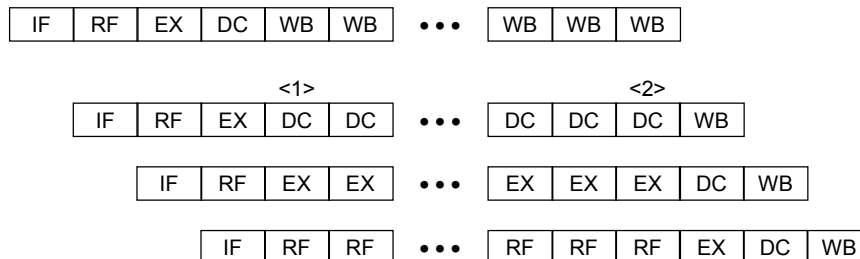 IF RF EX DC WB WB ••• WB WB WB
<1> <2>
IF RF EX DC DC ••• DC DC DC WB
IF RF EX EX ••• EX EX EX DC WB
IF RF RF ••• RF RF RF EX DC WB